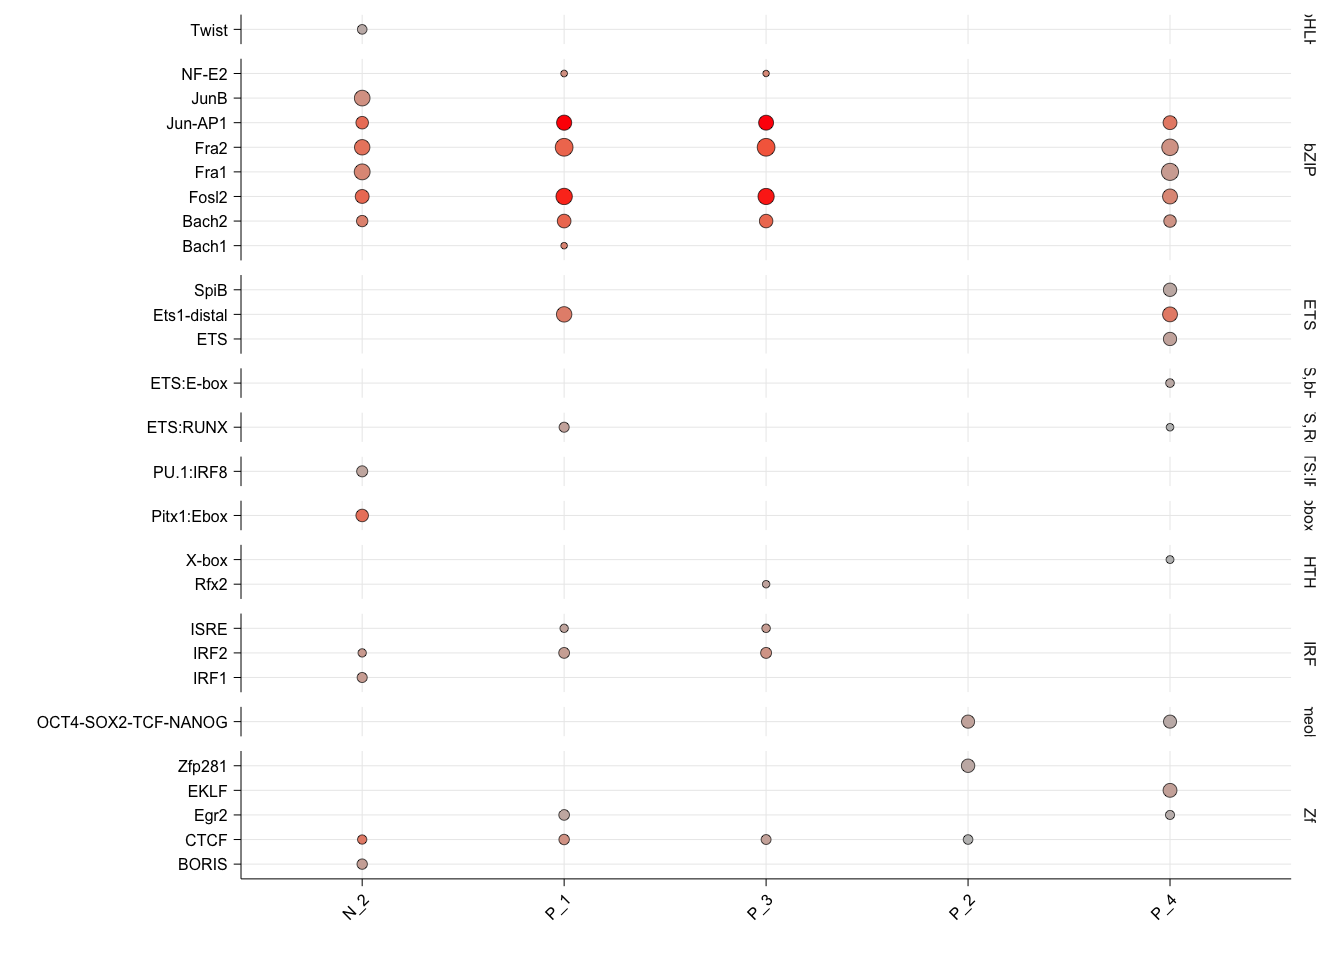 Twist
NF-E2
JunB
Jun-AP1
Fra2
Fra1
Fosl2
Bach2
Bach1
bZIP
SpiB
Ets1-distal
ETS
ETS
ETS:E-box
ETS:RUNX
PU.1:IRF8
Pitx1:Ebox
X-box
Rfx2
HTH
ISRE
IRF2
IRF1
IRF
OCT4-SOX2-TCF-NANOG
Zfp281
EKLF
Egr2
CTCF
BORIS
Zf
N_2
P_1
P_3
P_2
P_4